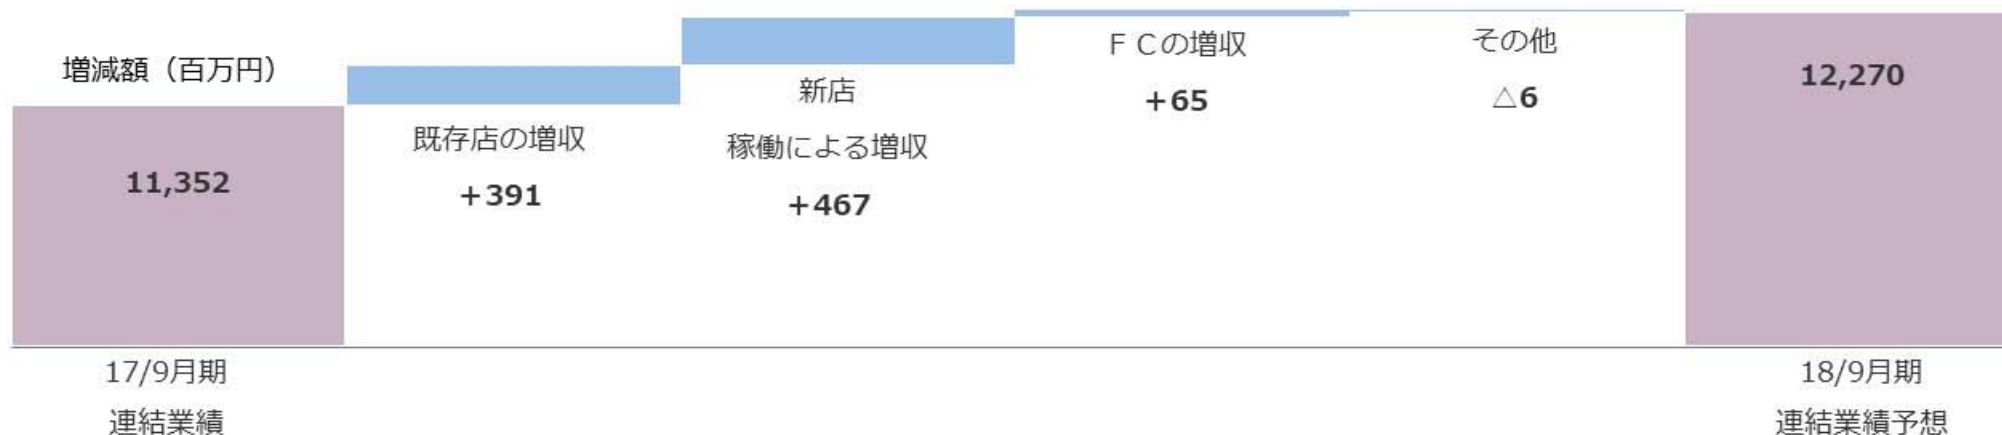 増減額（百万円）
11,352
既存店の増収
+391
新店
稼働による増収
+467
ＦＣの増収
+65
その他
△6
12,270
17/9月期
連結業績
18/9月期
連結業績予想